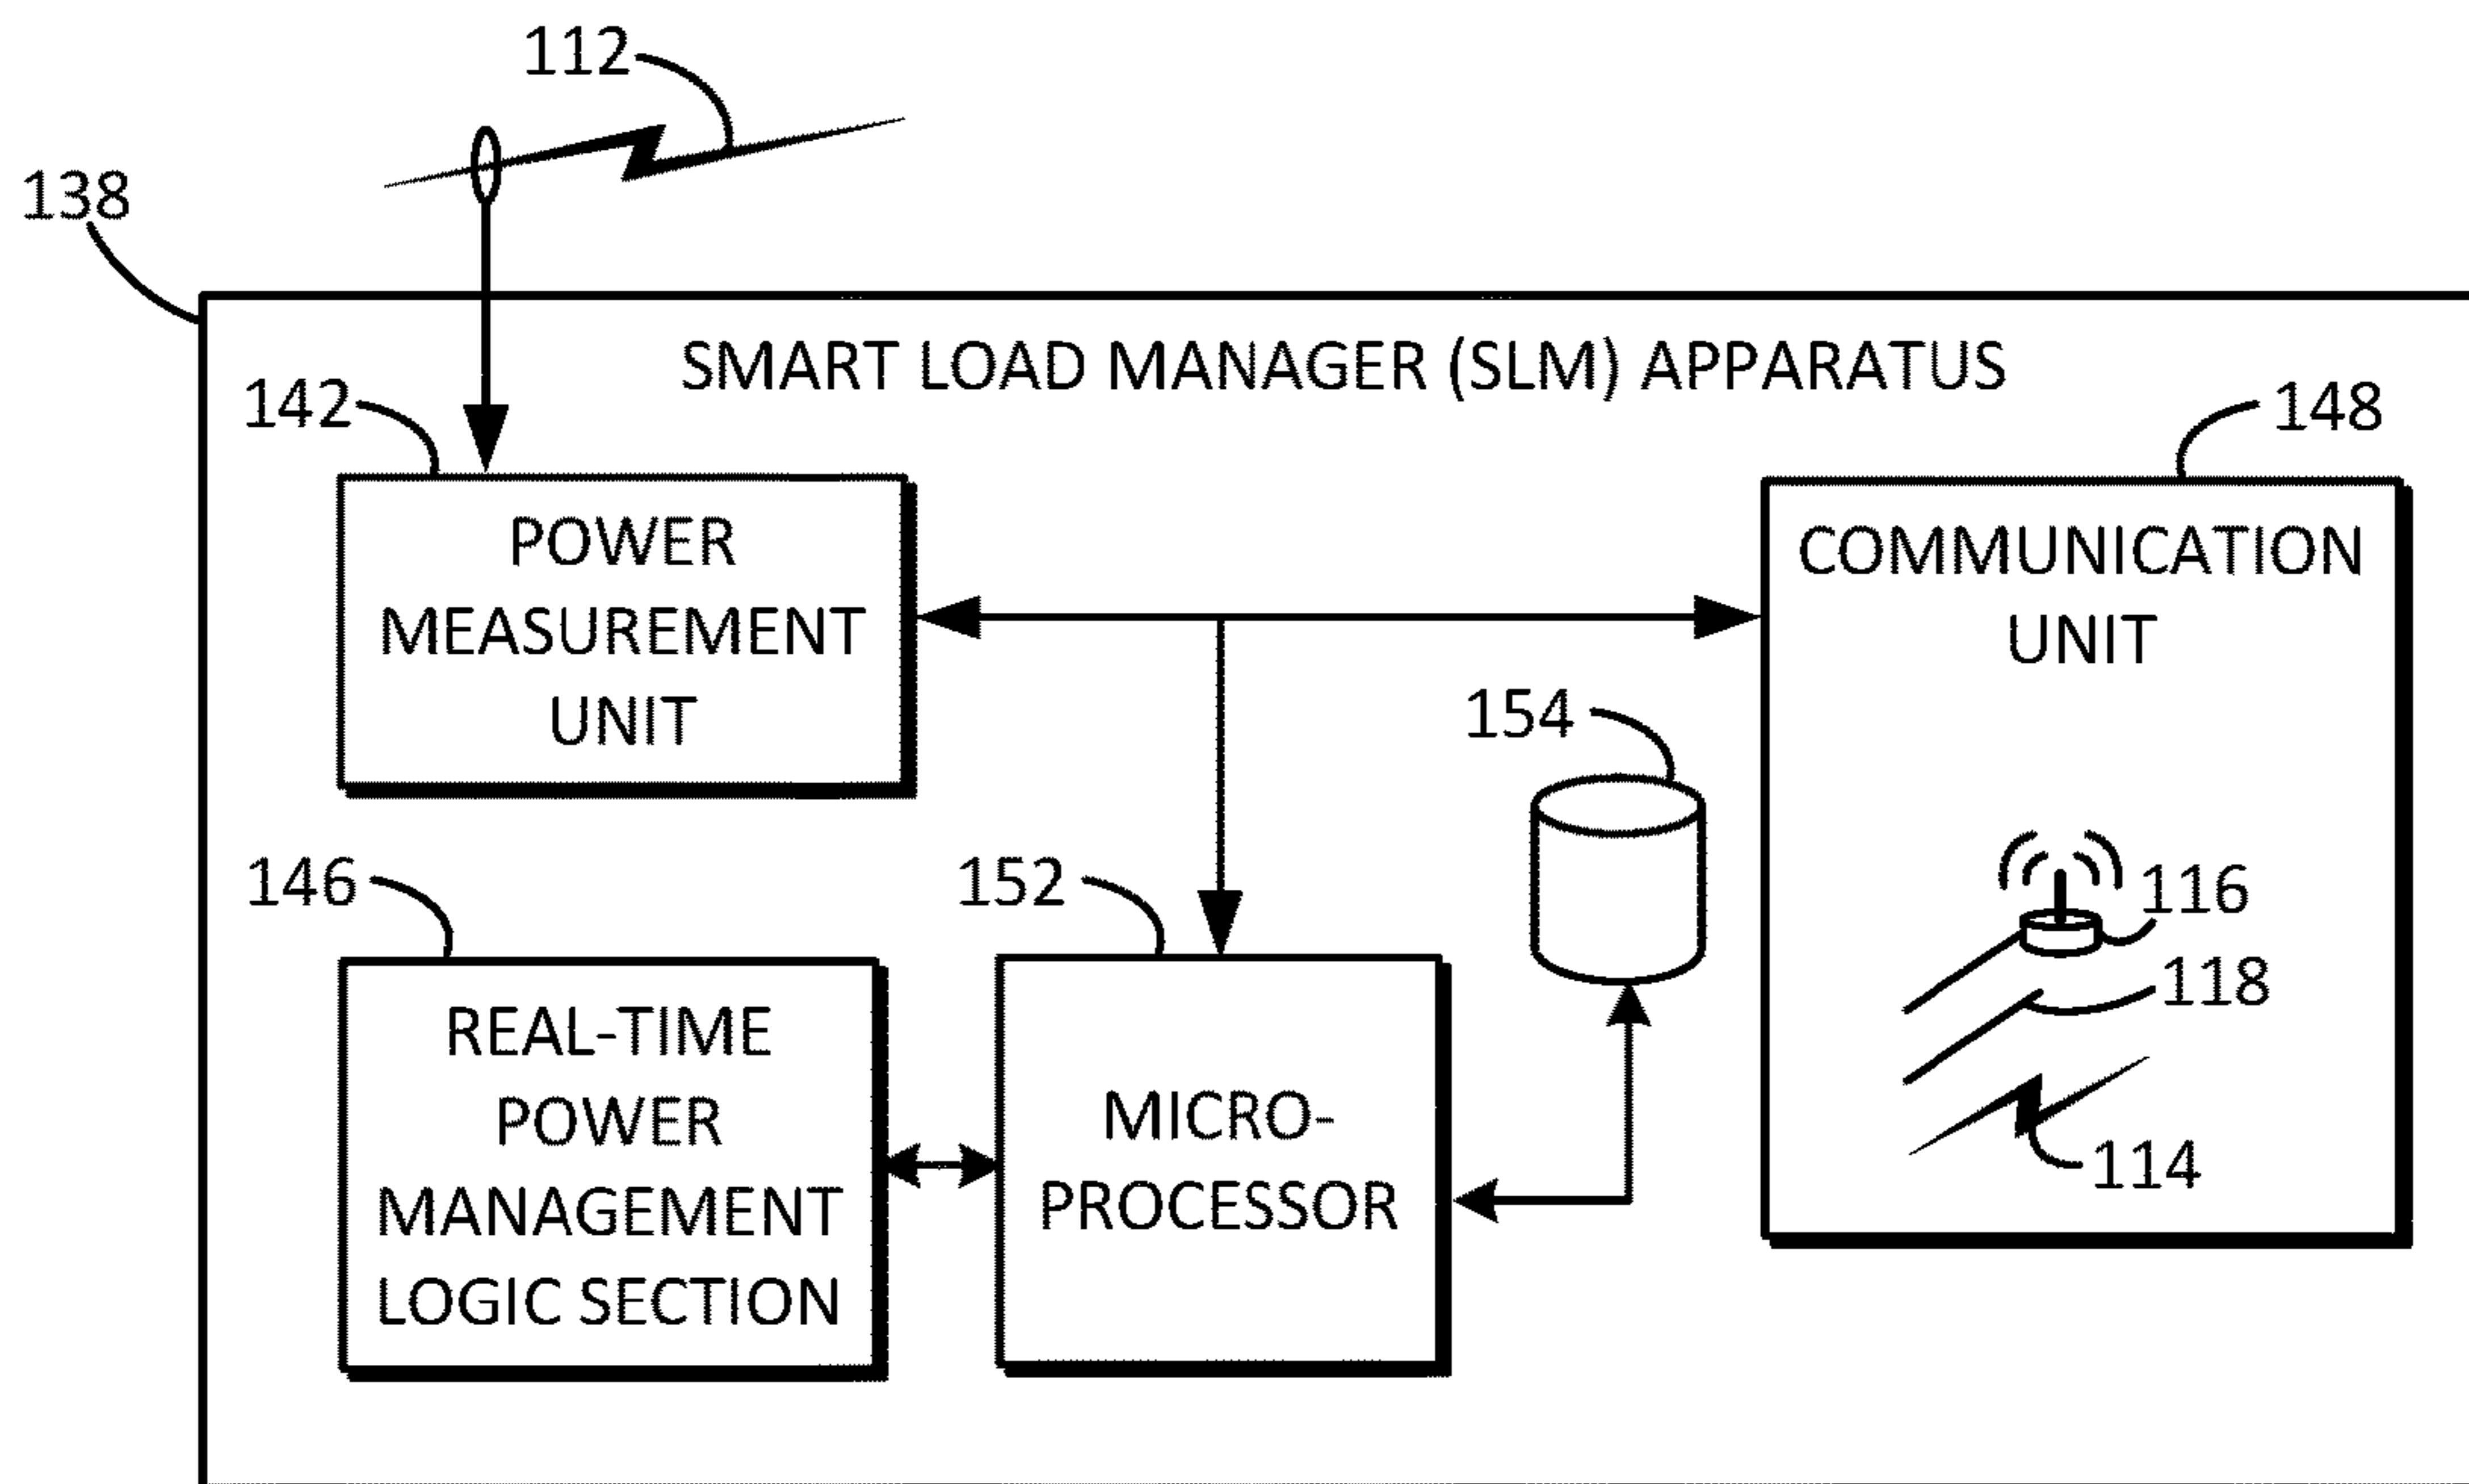 112
138
SMART LOAD MANAGER (SLM) APPARATUS
142
148
POWER
MEASUREMENT
UNIT
COMMUNICATION
UNIT
154
146
152
116
118
REAL-TIME
POWER
MANAGEMENT
LOGIC SECTION
MICRO-
PROCESSOR
114